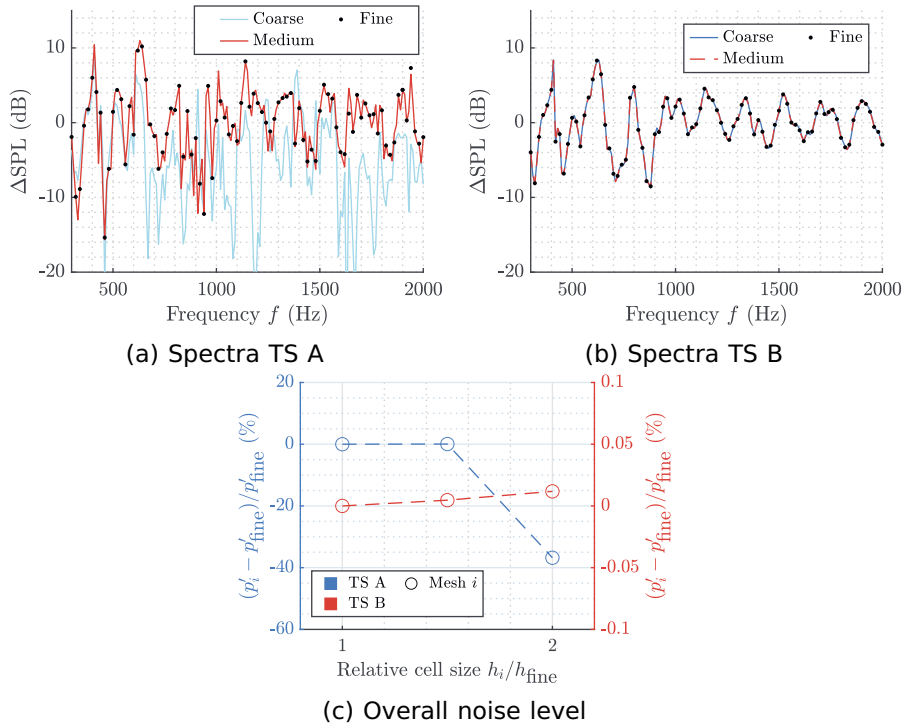 Coarse
Fine
Medium
ΔSPL (dB)
10
0
-10
-20
500
1000
1500
2000
Frequency f (Hz)
(a) Spectra TS A
Coarse
Fine
Medium
ΔSPL (dB)
10
0
-10
-20
500
1000
1500
2000
Frequency f (Hz)
(b) Spectra TS B
(p′i − p′fine)/p′fine (%)
20
0
-20
-40
-60
TS A
Mesh i
TS B
1
2
Relative cell size hi/hfine
0.1
0.05
0
-0.05
-0.1
(p′i − p′fine)/p′fine (%)
(c) Overall noise level